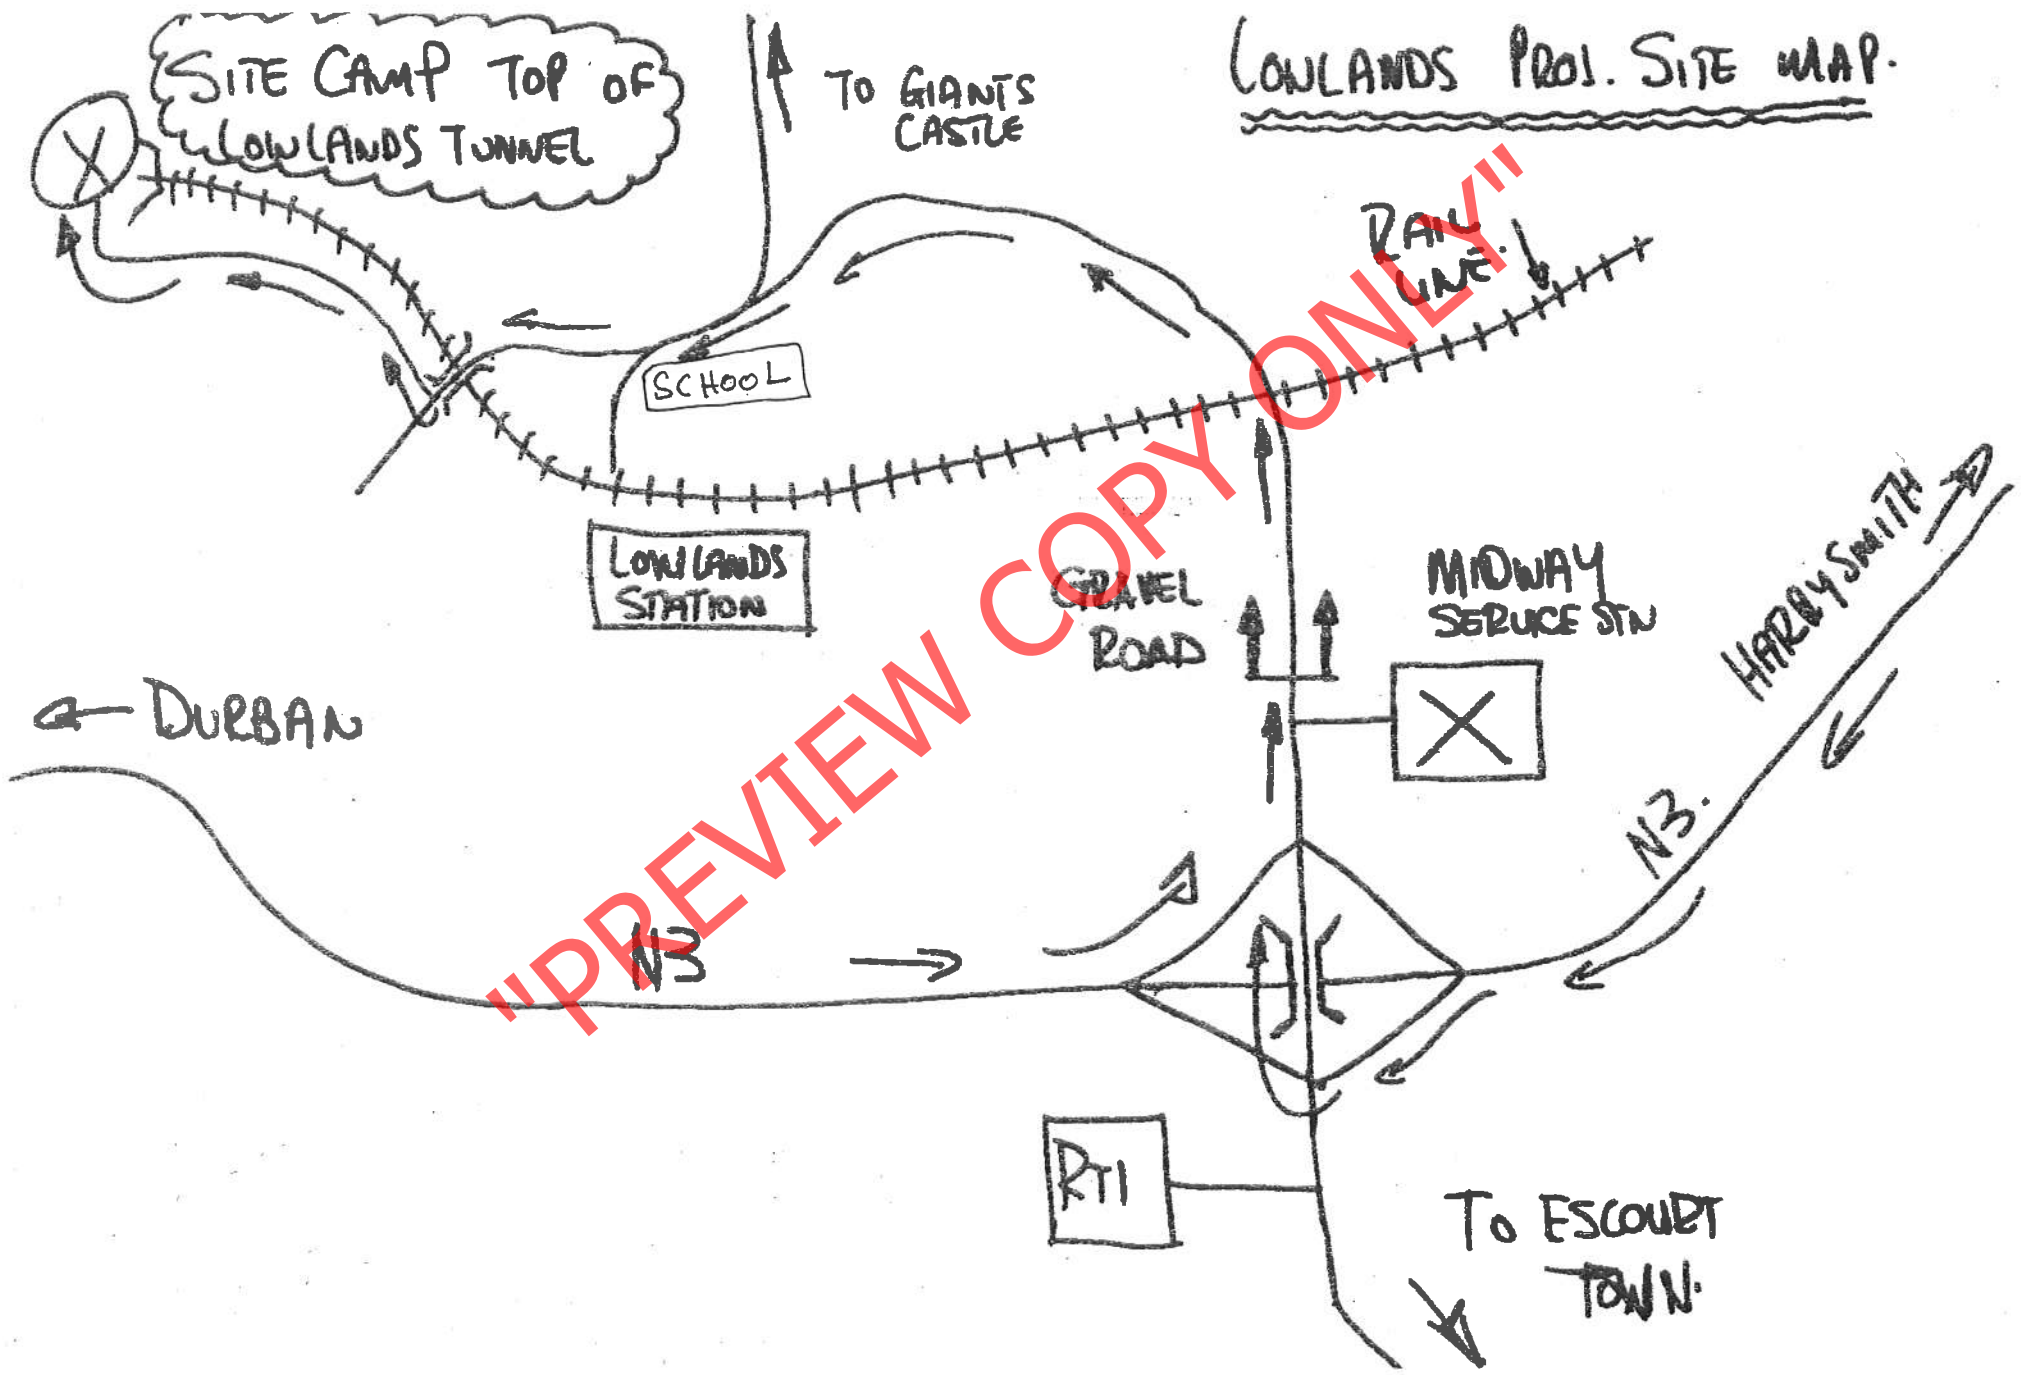 SITE CAMP TOP OF
LOWLANDS TUNNEL
X
TO GIANTS
CASTLE
LOWLANDS PROJ. SITE MAP.
RAIL
LINE.
SCHOOL
LOWLANDS
STATION
GRAVEL
ROAD
MIDWAY
SERVICE STN
X
HARRYSMITH
N3.
DURBAN
N3
RTI
TO ESCOURT
TOWN.
"PREVIEW COPY ONLY"